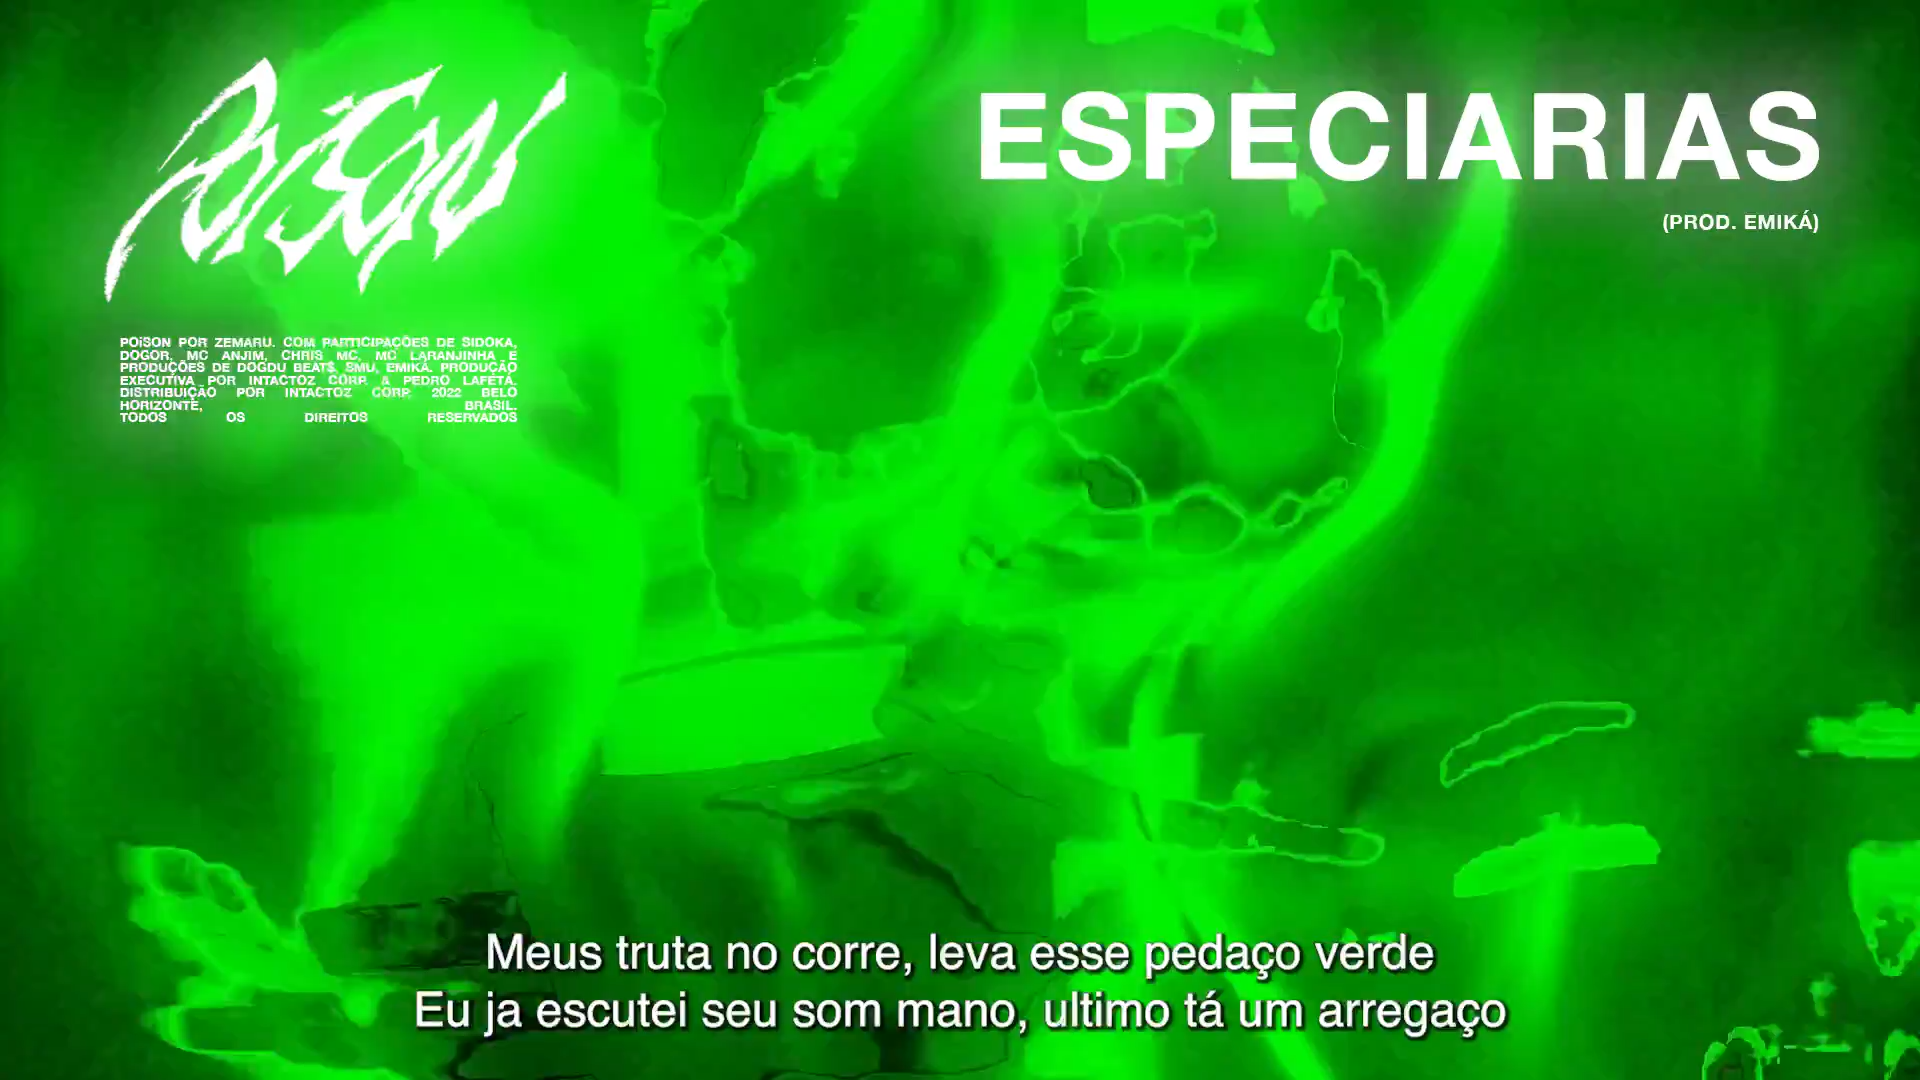 POiSON
ESPECIARIAS
(PROD. EMIKÁ)
POiSON POR ZEMARU. COM PARTICIPAÇÕES DE SIDOKA,
DOGOR, MC ANJIM, CHRIS MC, MC LARANJINHA E
PRODUÇÕES DE DOGDU BEAT$, SMU, EMIKÁ. PRODUÇÃO
EXECUTIVA POR INTACTOZ CORP. & PEDRO LAFETA.
DISTRIBUIÇÃO POR INTACTOZ CORP. 2022 BELO
HORIZONTE, BRASIL.
TODOS OS DIREITOS RESERVADOS
Meus truta no corre, leva esse pedaço verde
Eu ja escutei seu som mano, ultimo tá um arregaço